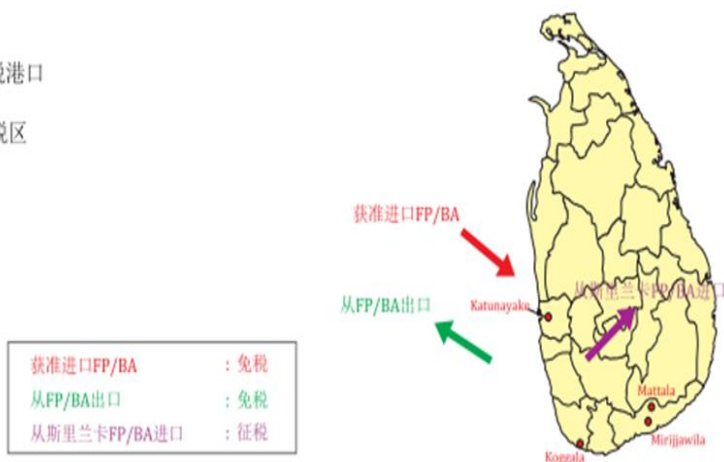 税港口
税区
获准进口FP/BA
从斯里兰卡FP/BA进口
Katunayako
从FP/BA出口
获准进口FP/BA : 免税
从FP/BA出口 : 免税
从斯里兰卡FP/BA进口 : 征税
Mattala
Mirijjawila
Koggala